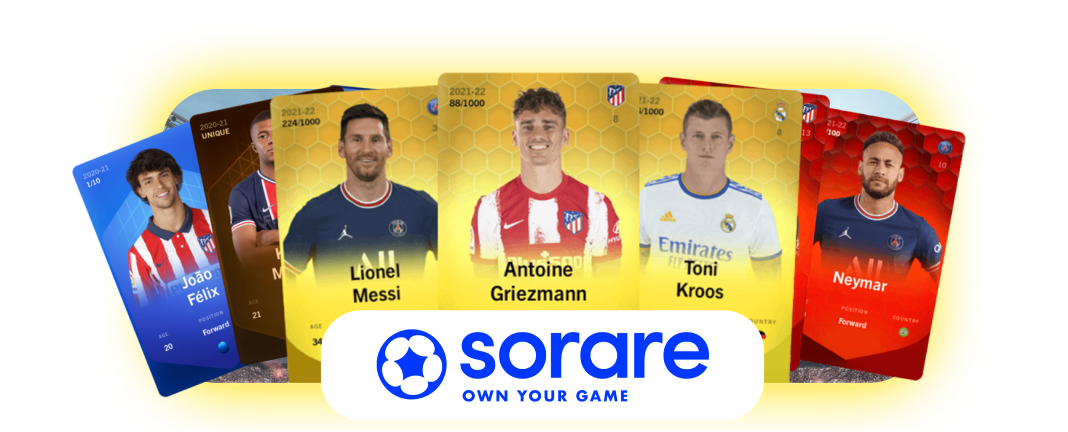 2020-21
1/10
João
Félix
AGE
20
POSITION
Forward
2020-21
UNIQUE
AGE
21
2021-22
224/1000
Lionel
Messi
AGE
34
2021-22
88/1000
8
Antoine
Griezmann
8
Toni
Kroos
COUNTRY
13
10
Neymar
POSITION
Forward
COUNTRY
sorare
OWN YOUR GAME